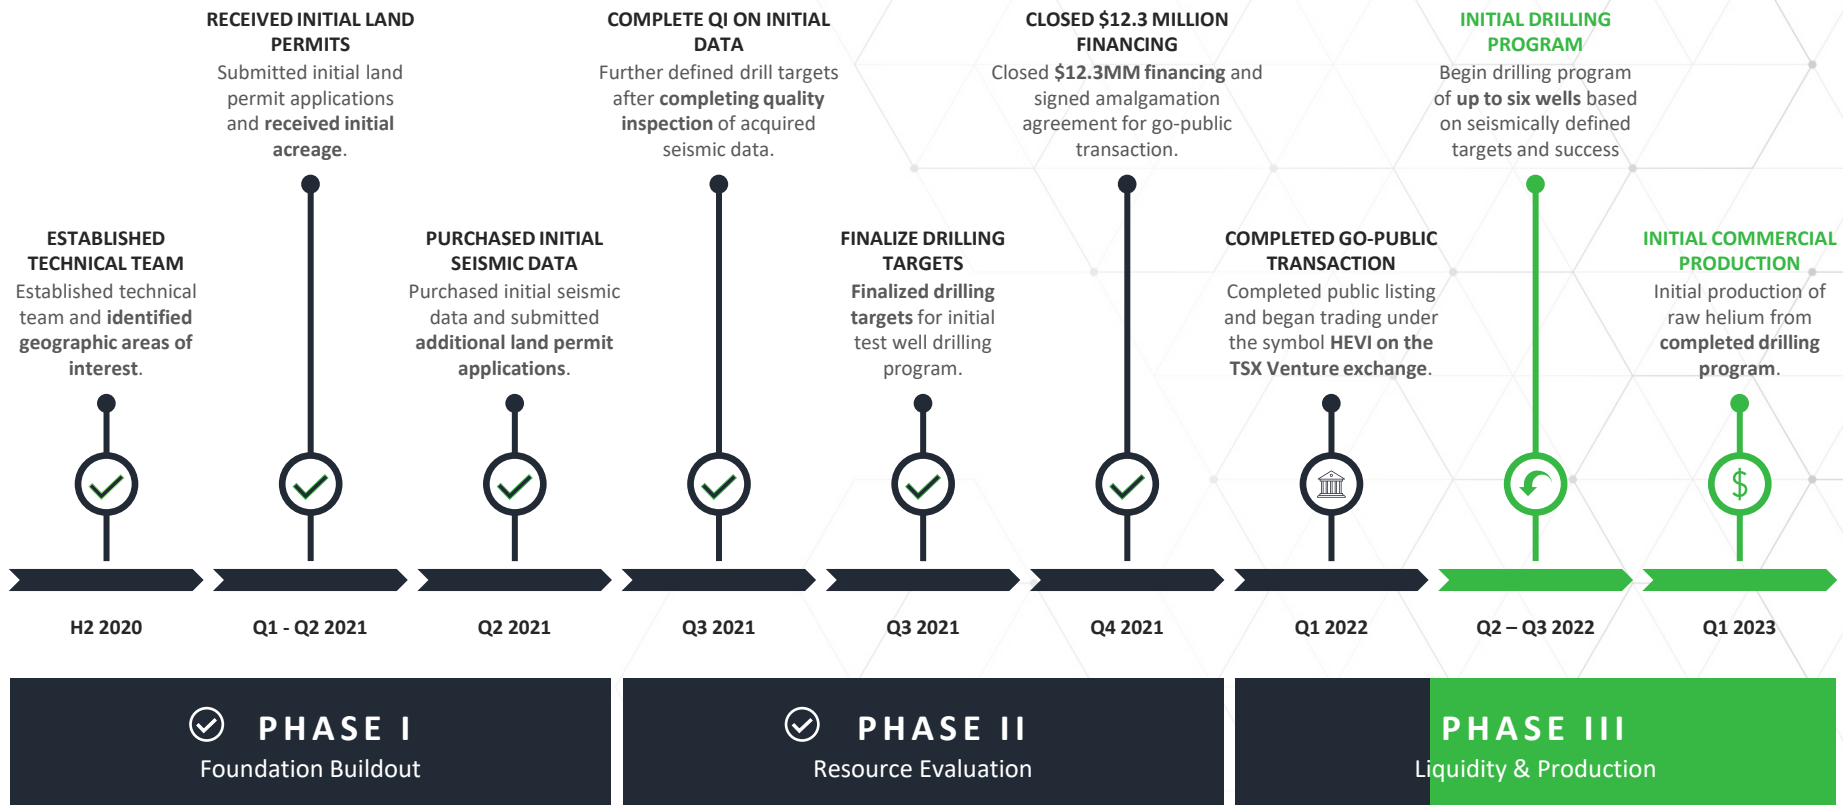 RECEIVED INITIAL LAND
PERMITS
Submitted initial land
permit applications
and received initial
acreage.
COMPLETE QI ON INITIAL
DATA
Further defined drill targets
after completing quality
inspection of acquired
seismic data.
CLOSED $12.3 MILLION
FINANCING
Closed $12.3MM financing and
signed amalgamation
agreement for go-public
transaction.
INITIAL DRILLING
PROGRAM
Begin drilling program
of up to six wells based
on seismically defined
targets and success
ESTABLISHED
TECHNICAL TEAM
Established technical
team and identified
geographic areas of
interest.
PURCHASED INITIAL
SEISMIC DATA
Purchased initial seismic
data and submitted
additional land permit
applications.
FINALIZE DRILLING
TARGETS
Finalized drilling
targets for initial
test well drilling
program.
COMPLETED GO-PUBLIC
TRANSACTION
Completed public listing
and began trading under
the symbol HEVI on the
TSX Venture exchange.
INITIAL COMMERCIAL
PRODUCTION
Initial production of
raw helium from
completed drilling
program.
$
H2 2020
Q1 - Q2 2021
Q2 2021
Q3 2021
Q3 2021
Q4 2021
Q1 2022
Q2 – Q3 2022
Q1 2023
PHASE I
Foundation Buildout
PHASE II
Resource Evaluation
PHASE III
Liquidity & Production